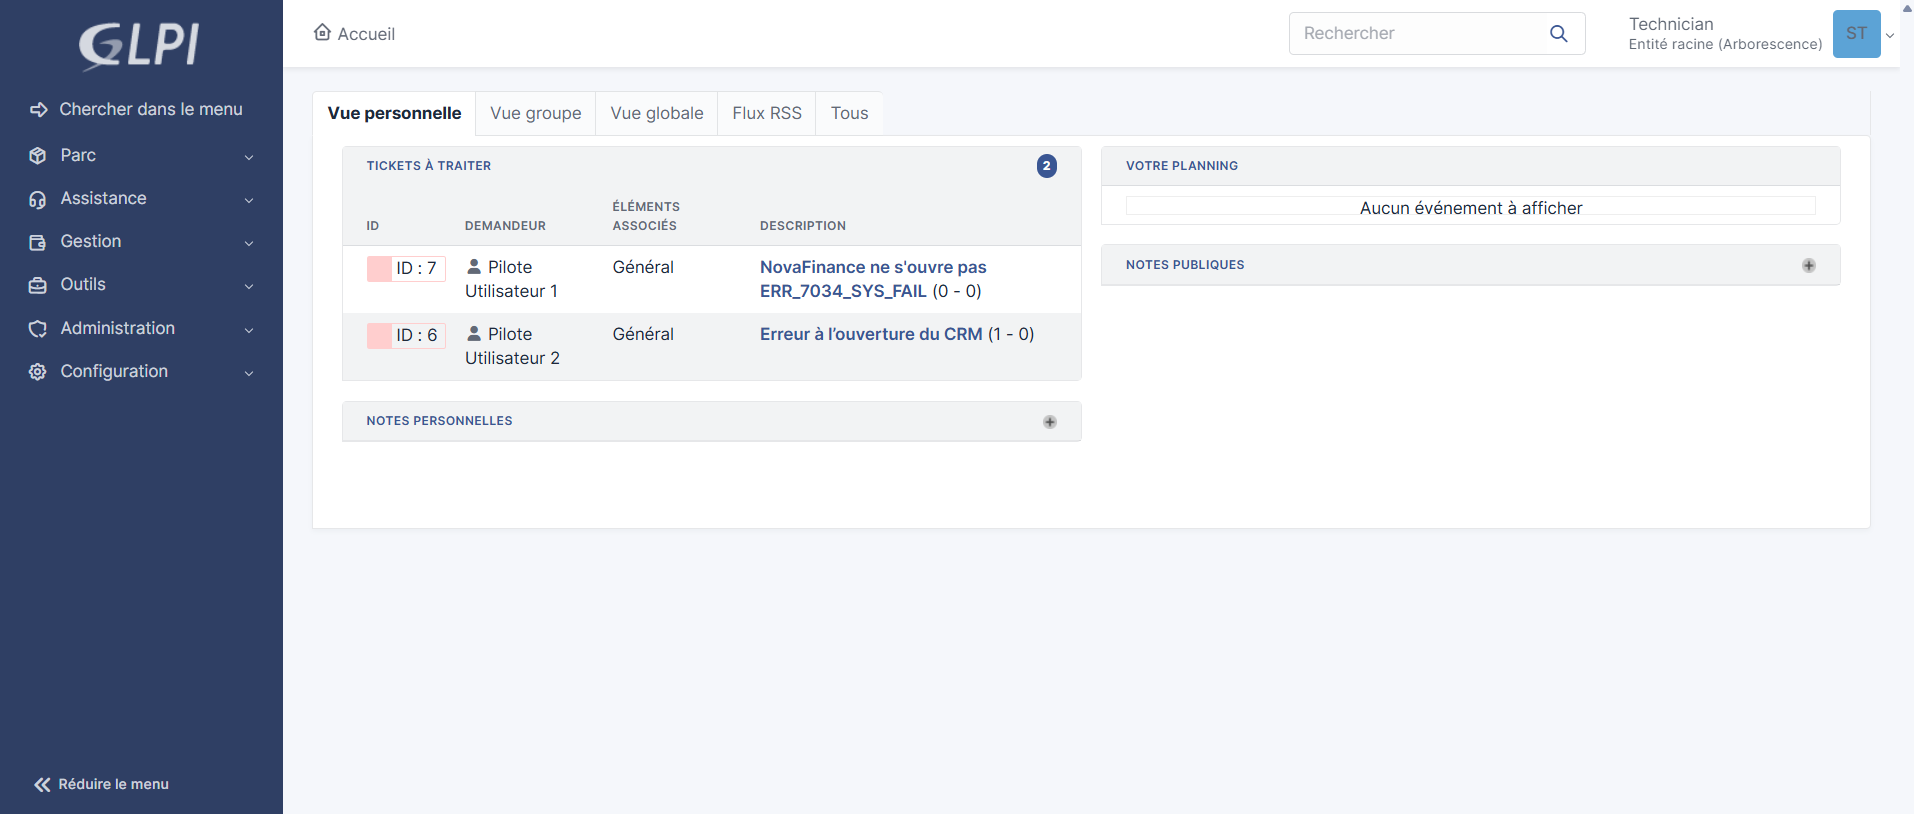 GLPI
Accueil
Rechercher
Technician
Entité racine (Arborescence)
ST
Chercher dans le menu
Parc
Assistance
Gestion
Outils
Administration
Configuration
Réduire le menu
Vue personnelle
Vue groupe
Vue globale
Flux RSS
Tous
TICKETS À TRAITER
2
ID
DEMANDEUR
ÉLÉMENTS
ASSOCIÉS
DESCRIPTION
ID : 7
Pilote
Utilisateur 1
Général
NovaFinance ne s'ouvre pas
ERR_7034_SYS_FAIL (0 - 0)
ID : 6
Pilote
Utilisateur 2
Général
Erreur à l’ouverture du CRM (1 - 0)
NOTES PERSONNELLES
VOTRE PLANNING
Aucun événement à afficher
NOTES PUBLIQUES